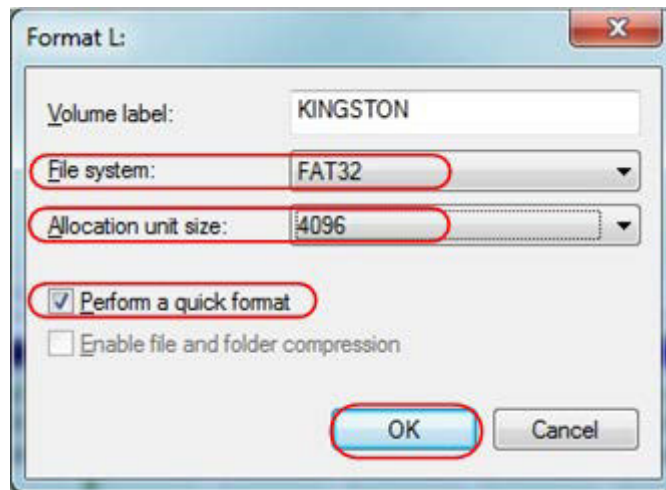 Format L:
Volume label: KINGSTON
File system: FAT32
Allocation unit size: 4096
Perform a quick format
Enable file and folder compression
OK Cancel